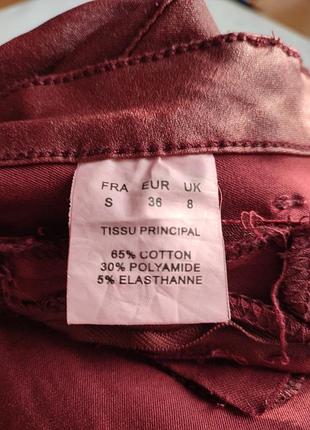 FRA EUR UK
S 36 8
TISSU PRINCIPAL
65% COTTON
30% POLYAMIDE
5% ELASTHANNE